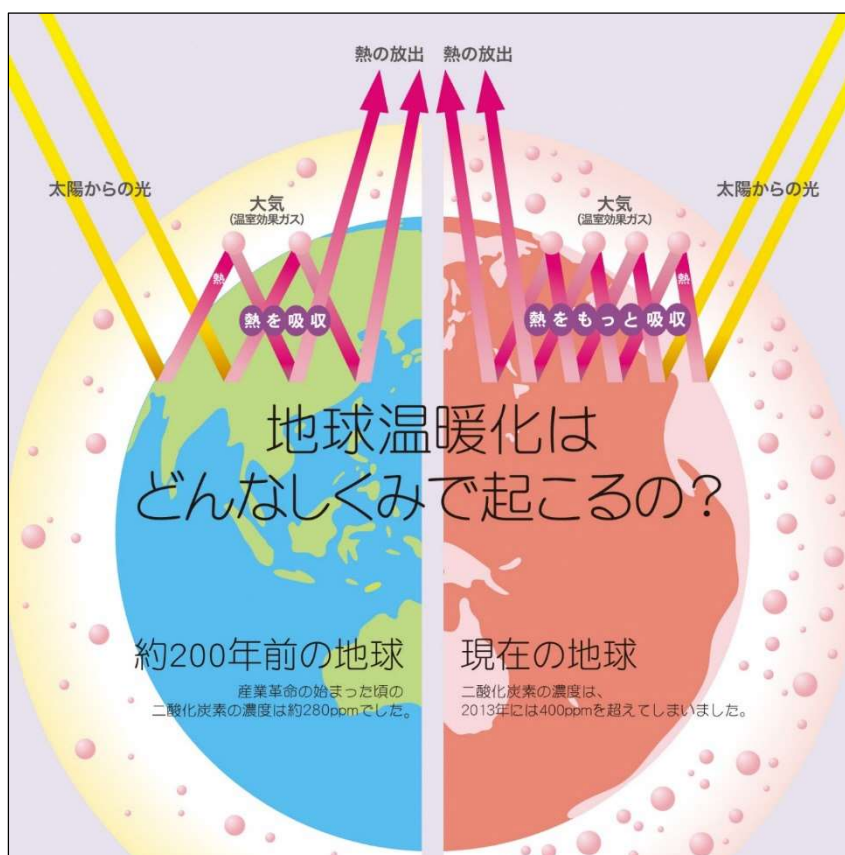 熱の放出
熱の放出
太陽からの光
大気
(温室効果ガス)
熱
熱を吸収
太陽からの光
大気
(温室効果ガス)
熱
熱をもっと吸収
地球温暖化は
どんなしくみで起こるの?
約200年前の地球
産業革命の始まった頃の
二酸化炭素の濃度は約280ppmでした。
現在の地球
二酸化炭素の濃度は、
2013年には400ppmを超えてしまいました。